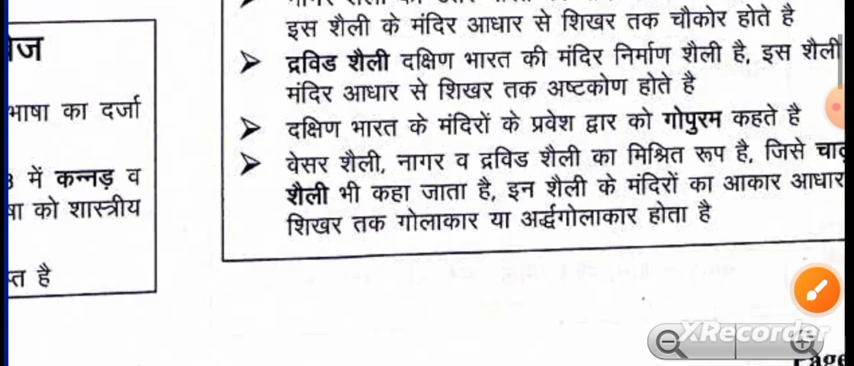 इस शैली के मंदिर आधार से शिखर तक चौकोर होते है
➤ द्रविड शैली दक्षिण भारत की मंदिर निर्माण शैली है, इस शैली
मंदिर आधार से शिखर तक अष्टकोण होते है
➤ दक्षिण भारत के मंदिरों के प्रवेश द्वार को गोपुरम कहते है
➤ वेसर शैली, नागर व द्रविड शैली का मिश्रित रूप है, जिसे
शैली भी कहा जाता है, इन शैली के मंदिरों का आकार आधार
शिखर तक गोलाकार या अर्द्धगोलाकार होता है
भाषा का दर्जा
में कन्नड़ व
को शास्त्रीय
है
XRecorder
Page